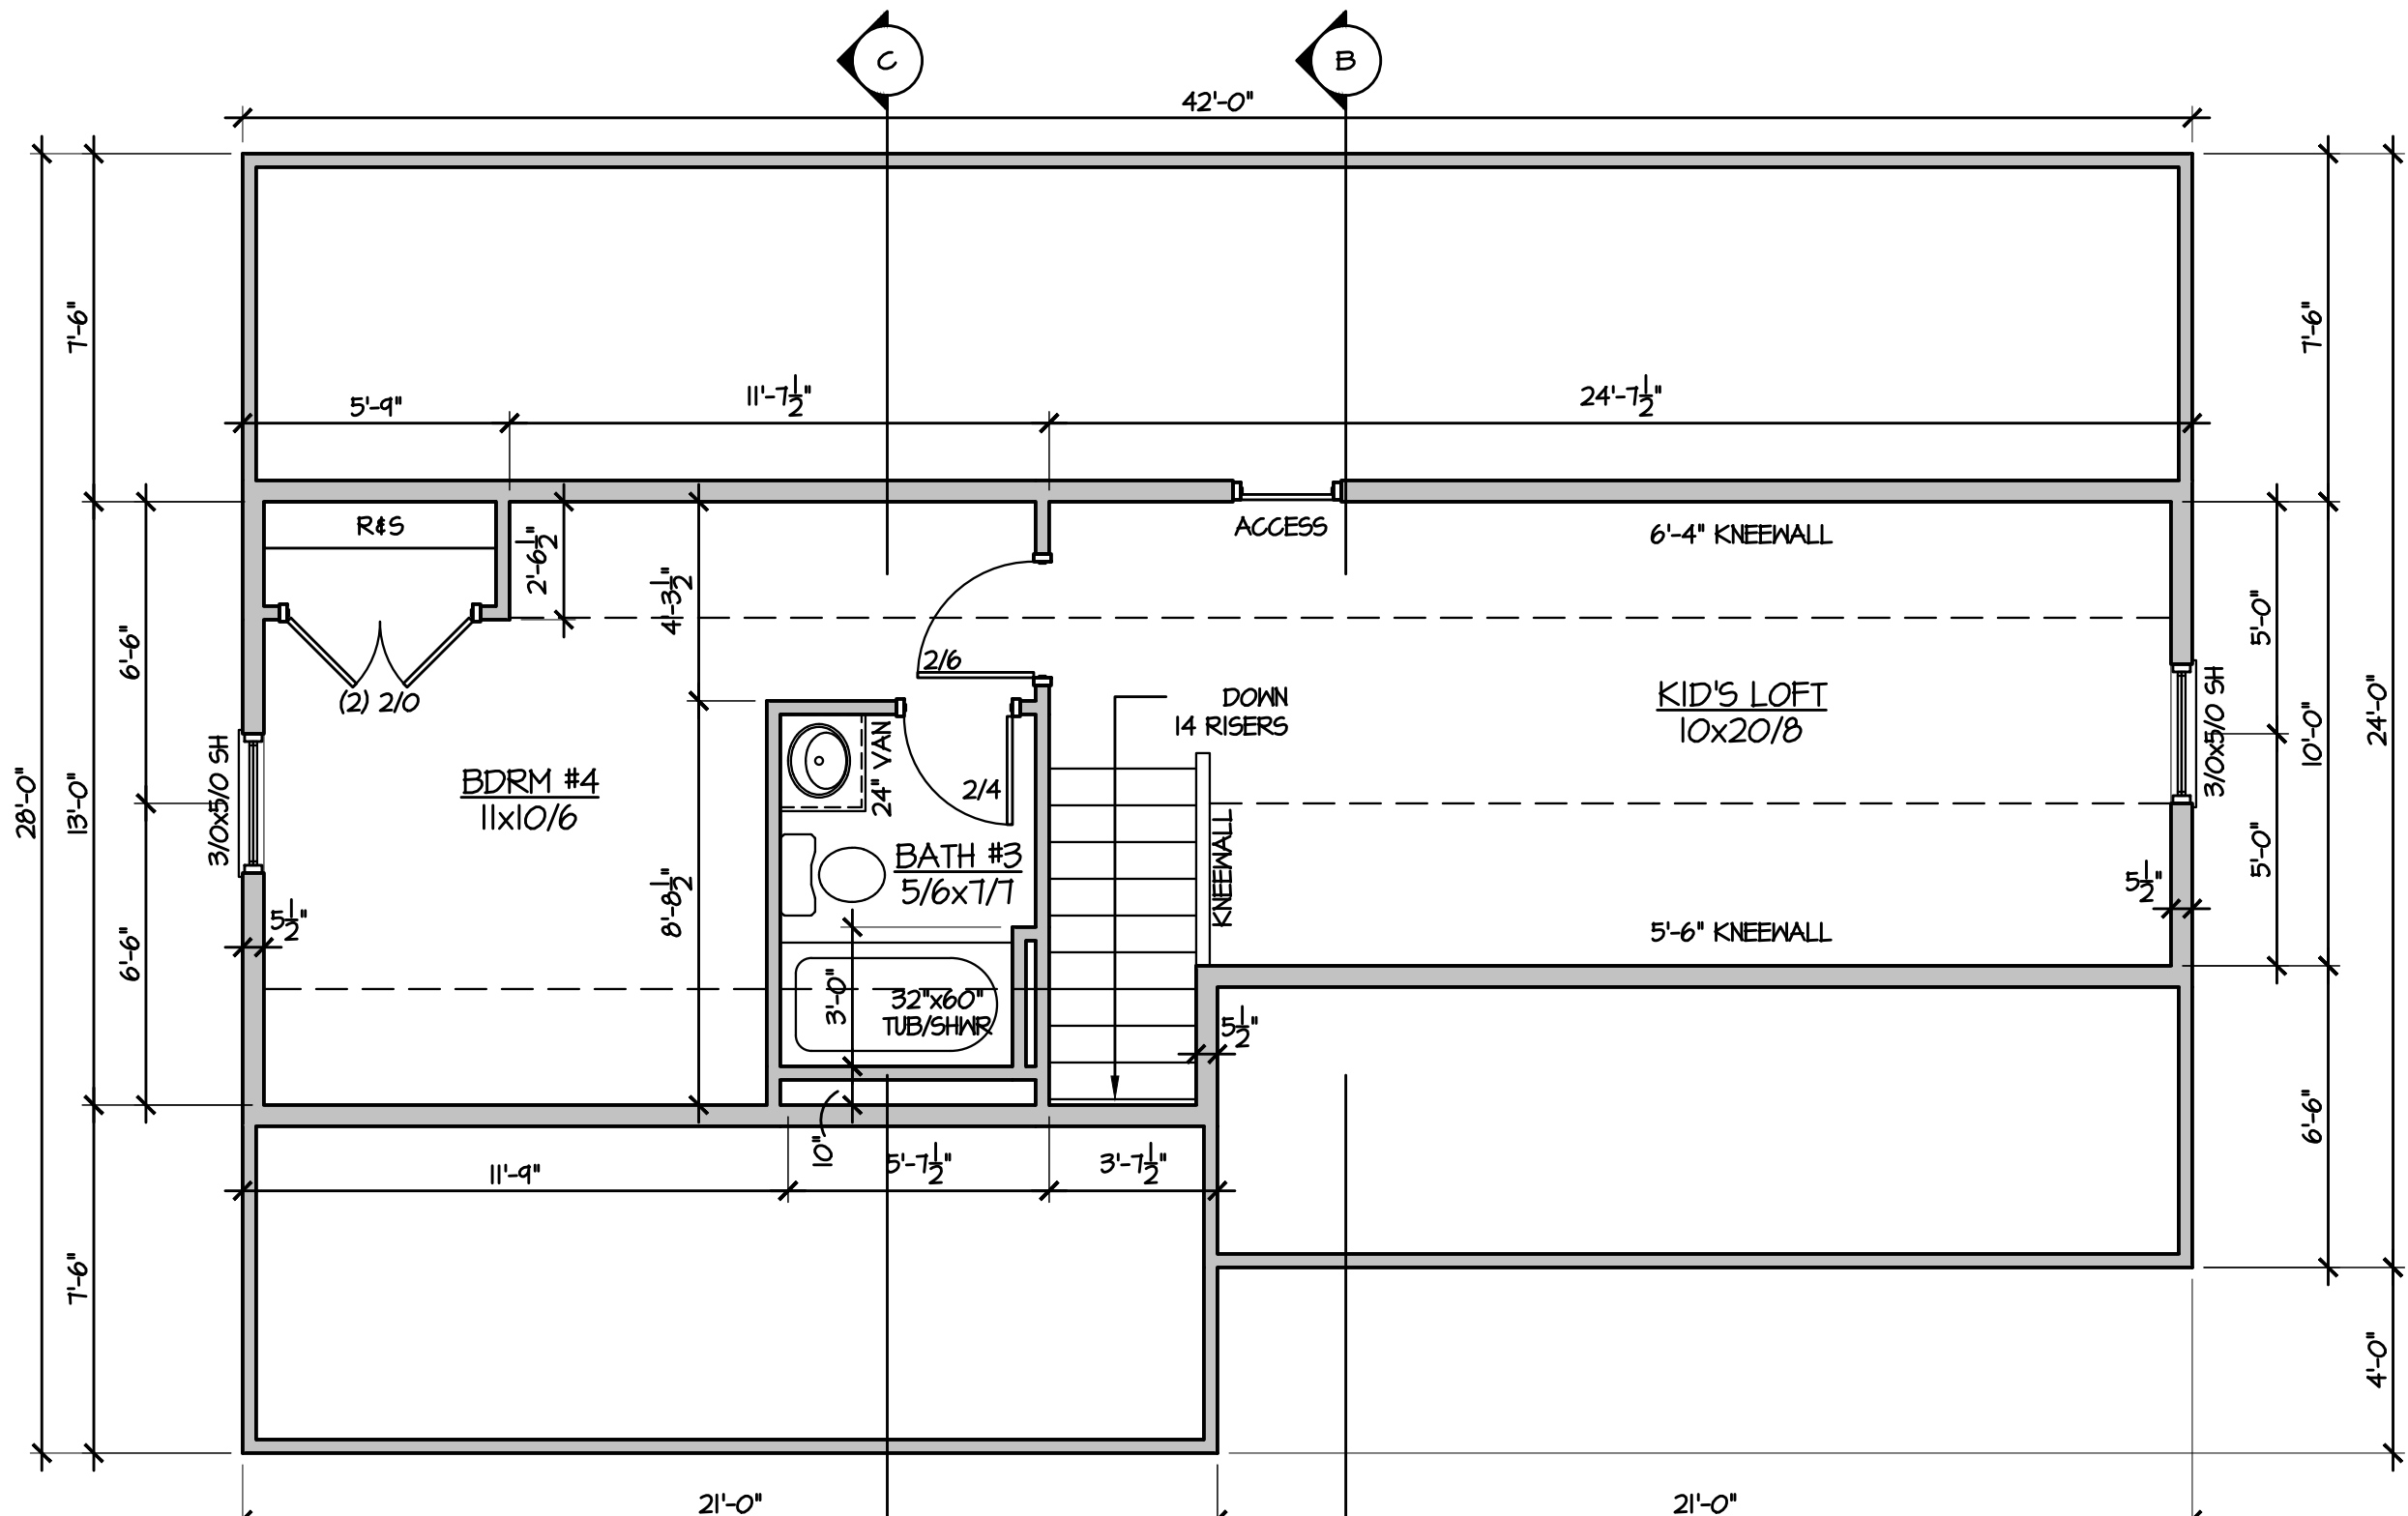 C
B
42'-0"
7'-6"
7'-6"
5'-9"
11'-7 1/2"
24'-7 1/2"
R&S
2'-6 1/2
ACCESS
6'-4" KNEEWALL
4'-3 1/2"
6'-6"
5'-0"
2/6
(2) 2/0
DOWN
14 RISERS
KID'S LOFT
10x20/8
3/0x5/0 SH
10'-0"
24'-0"
28'-0"
13'-0"
3/0x5/0 SH
BDRM #4
11x10/6
24" VAN
2/4
KNEEWALL
BATH #3
5/6x7/7
8'-8 1/2"
5'-0"
5 1/2"
5 1/2"
6'-6"
5'-6" KNEEWALL
3'-0"
32"x60"
TUB/SHWR
5 1/2"
6'-6"
10"
11'-9"
5'-7 1/2"
3'-7 1/2"
7'-6"
4'-0"
21'-0"
21'-0"